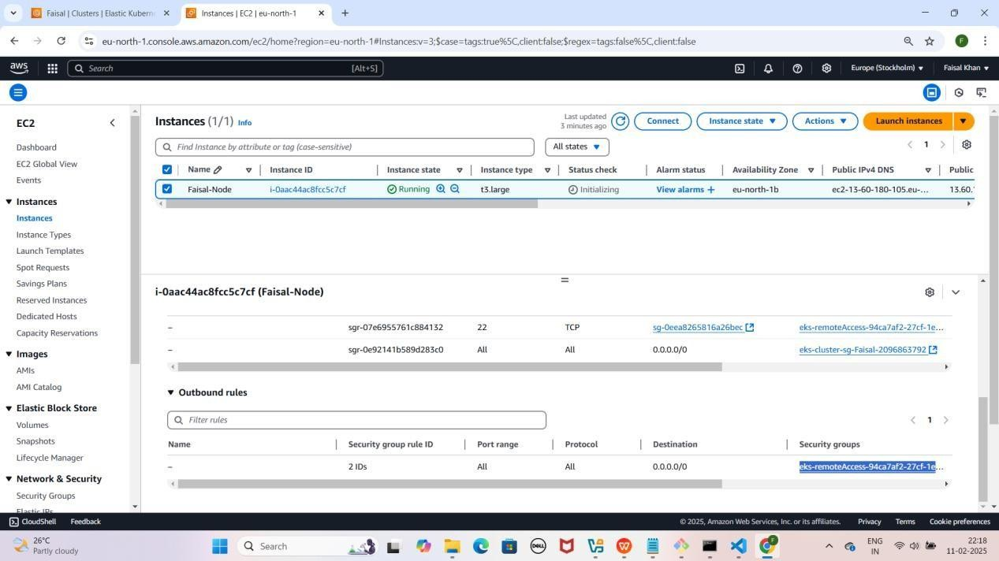 Faisal | Clusters | Elastic Kuberne
Instances | EC2 | eu-north-1
eu-north-1.console.aws.amazon.com/ec2/home?region=eu-north-1#Instances:v=3;$case=tags:true%5C,client:false;$regex=tags:false%5C,client:false
F
aws
Search [Alt+S]
Europe (Stockholm)
Faisal Khan
EC2
Dashboard
EC2 Global View
Events
Instances
Instances
Instance Types
Launch Templates
Spot Requests
Savings Plans
Reserved Instances
Dedicated Hosts
Capacity Reservations
Images
AMIs
AMI Catalog
Elastic Block Store
Volumes
Snapshots
Lifecycle Manager
Network & Security
Security Groups
Elastic IPs
Instances (1/1) Info
Last updated
3 minutes ago
Connect
Instance state
Actions
Launch instances
Find Instance by attribute or tag (case-sensitive)
All states
1
Name Instance ID Instance state Instance type Status check Alarm status Availability Zone Public IPv4 DNS Public
Faisal-Node i-0aac44ac8fcc5c7cf Running t3.large Initializing View alarms + eu-north-1b ec2-13-60-180-105.eu-... 13.60.
i-0aac44ac8fcc5c7cf (Faisal-Node)
– sgr-07e6955761c884132 22 TCP sg-0eea8265816a26bec eks-remoteAccess-94ca7af2-27cf-1e...
– sgr-0e92141b589d283c0 All All 0.0.0.0/0 eks-cluster-sg-Faisal-2096863792
Outbound rules
Filter rules
1
Name Security group rule ID Port range Protocol Destination Security groups
– 2 IDs All All 0.0.0.0/0 eks-remoteAccess-94ca7af2-27cf-1e...
CloudShell Feedback © 2025, Amazon Web Services, Inc. or its affiliates. Privacy Terms Cookie preferences
26°C
Partly cloudy
Search
DELL
F
ENG
IN
22:18
11-02-2025